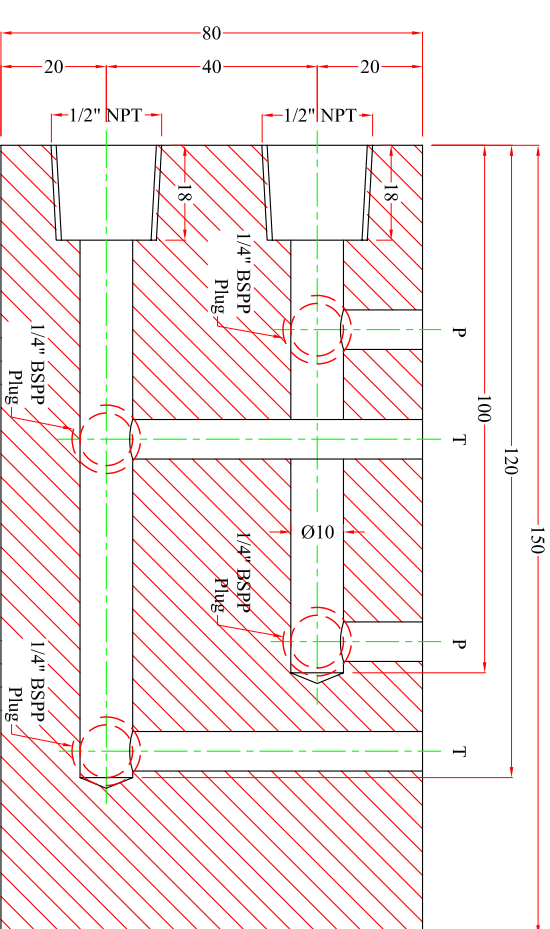 80
20
40
20
1/2" NPT
1/2" NPT
18
18
1/4" BSPP
Plug
P
1/4" BSPP
Plug
100
T
120
Ø10
150
1/4" BSPP
Plug
P
1/4" BSPP
Plug
T